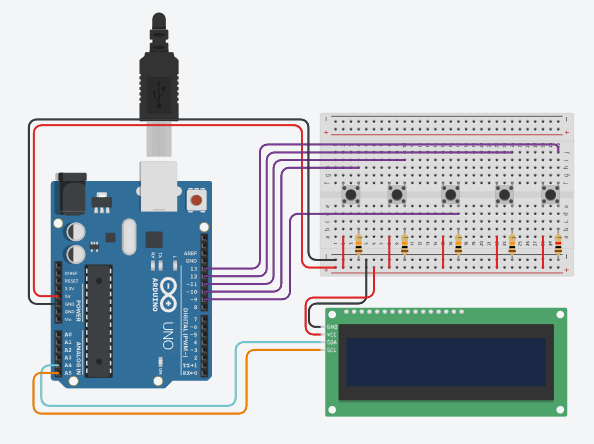 AREF
GND
13
12
~11
~10
~9
8
7
~6
~5
4
~3
2
TX→1
RX←0
DIGITAL (PWM~)
L
TX
RX
ARDUINO
UNO
ON
IOREF
RESET
3.3V
5V
GND
GND
Vin
POWER
A0
A1
A2
A3
A4
A5
ANALOG IN
GND
VCC
SDA
SCL